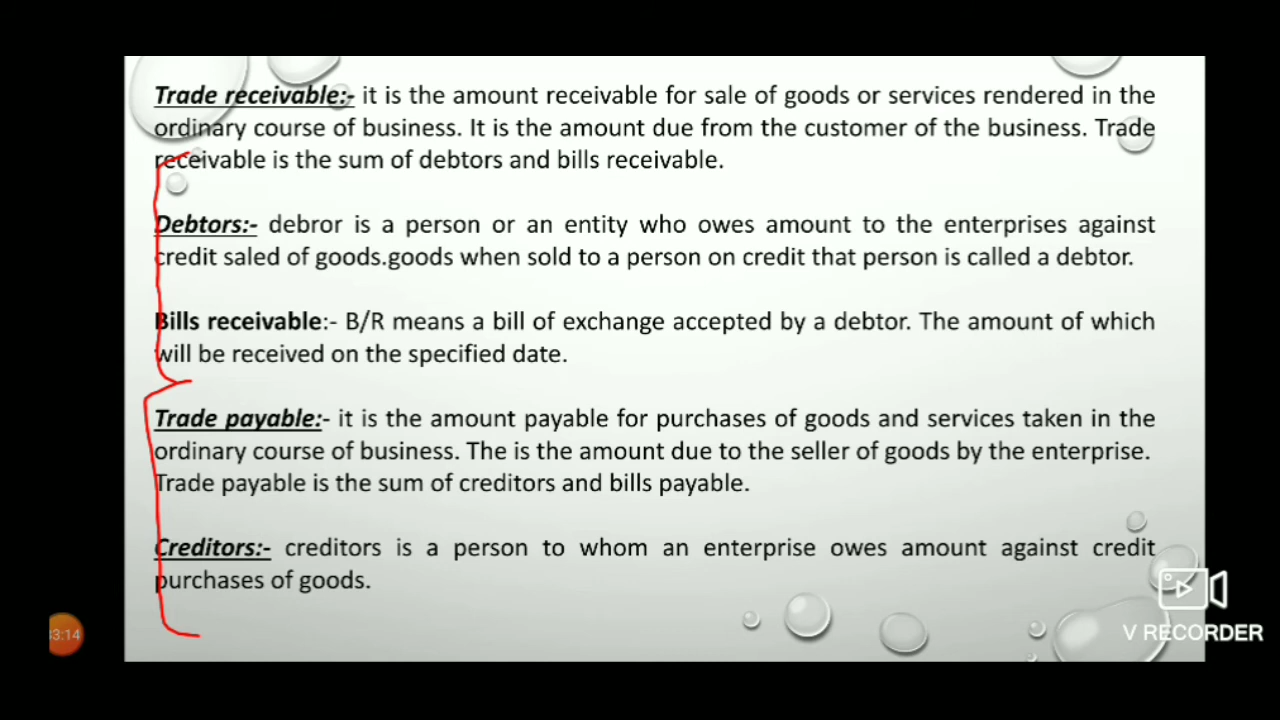 Trade receivable:- it is the amount receivable for sale of goods or services rendered in the
ordinary course of business. It is the amount due from the customer of the business. Trade
receivable is the sum of debtors and bills receivable.
Debtors:- debror is a person or an entity who owes amount to the enterprises against
credit saled of goods.goods when sold to a person on credit that person is called a debtor.
Bills receivable:- B/R means a bill of exchange accepted by a debtor. The amount of which
will be received on the specified date.
Trade payable:- it is the amount payable for purchases of goods and services taken in the
ordinary course of business. The is the amount due to the seller of goods by the enterprise.
Trade payable is the sum of creditors and bills payable.
Creditors:- creditors is a person to whom an enterprise owes amount against credit
purchases of goods.
3:14
V RECORDER